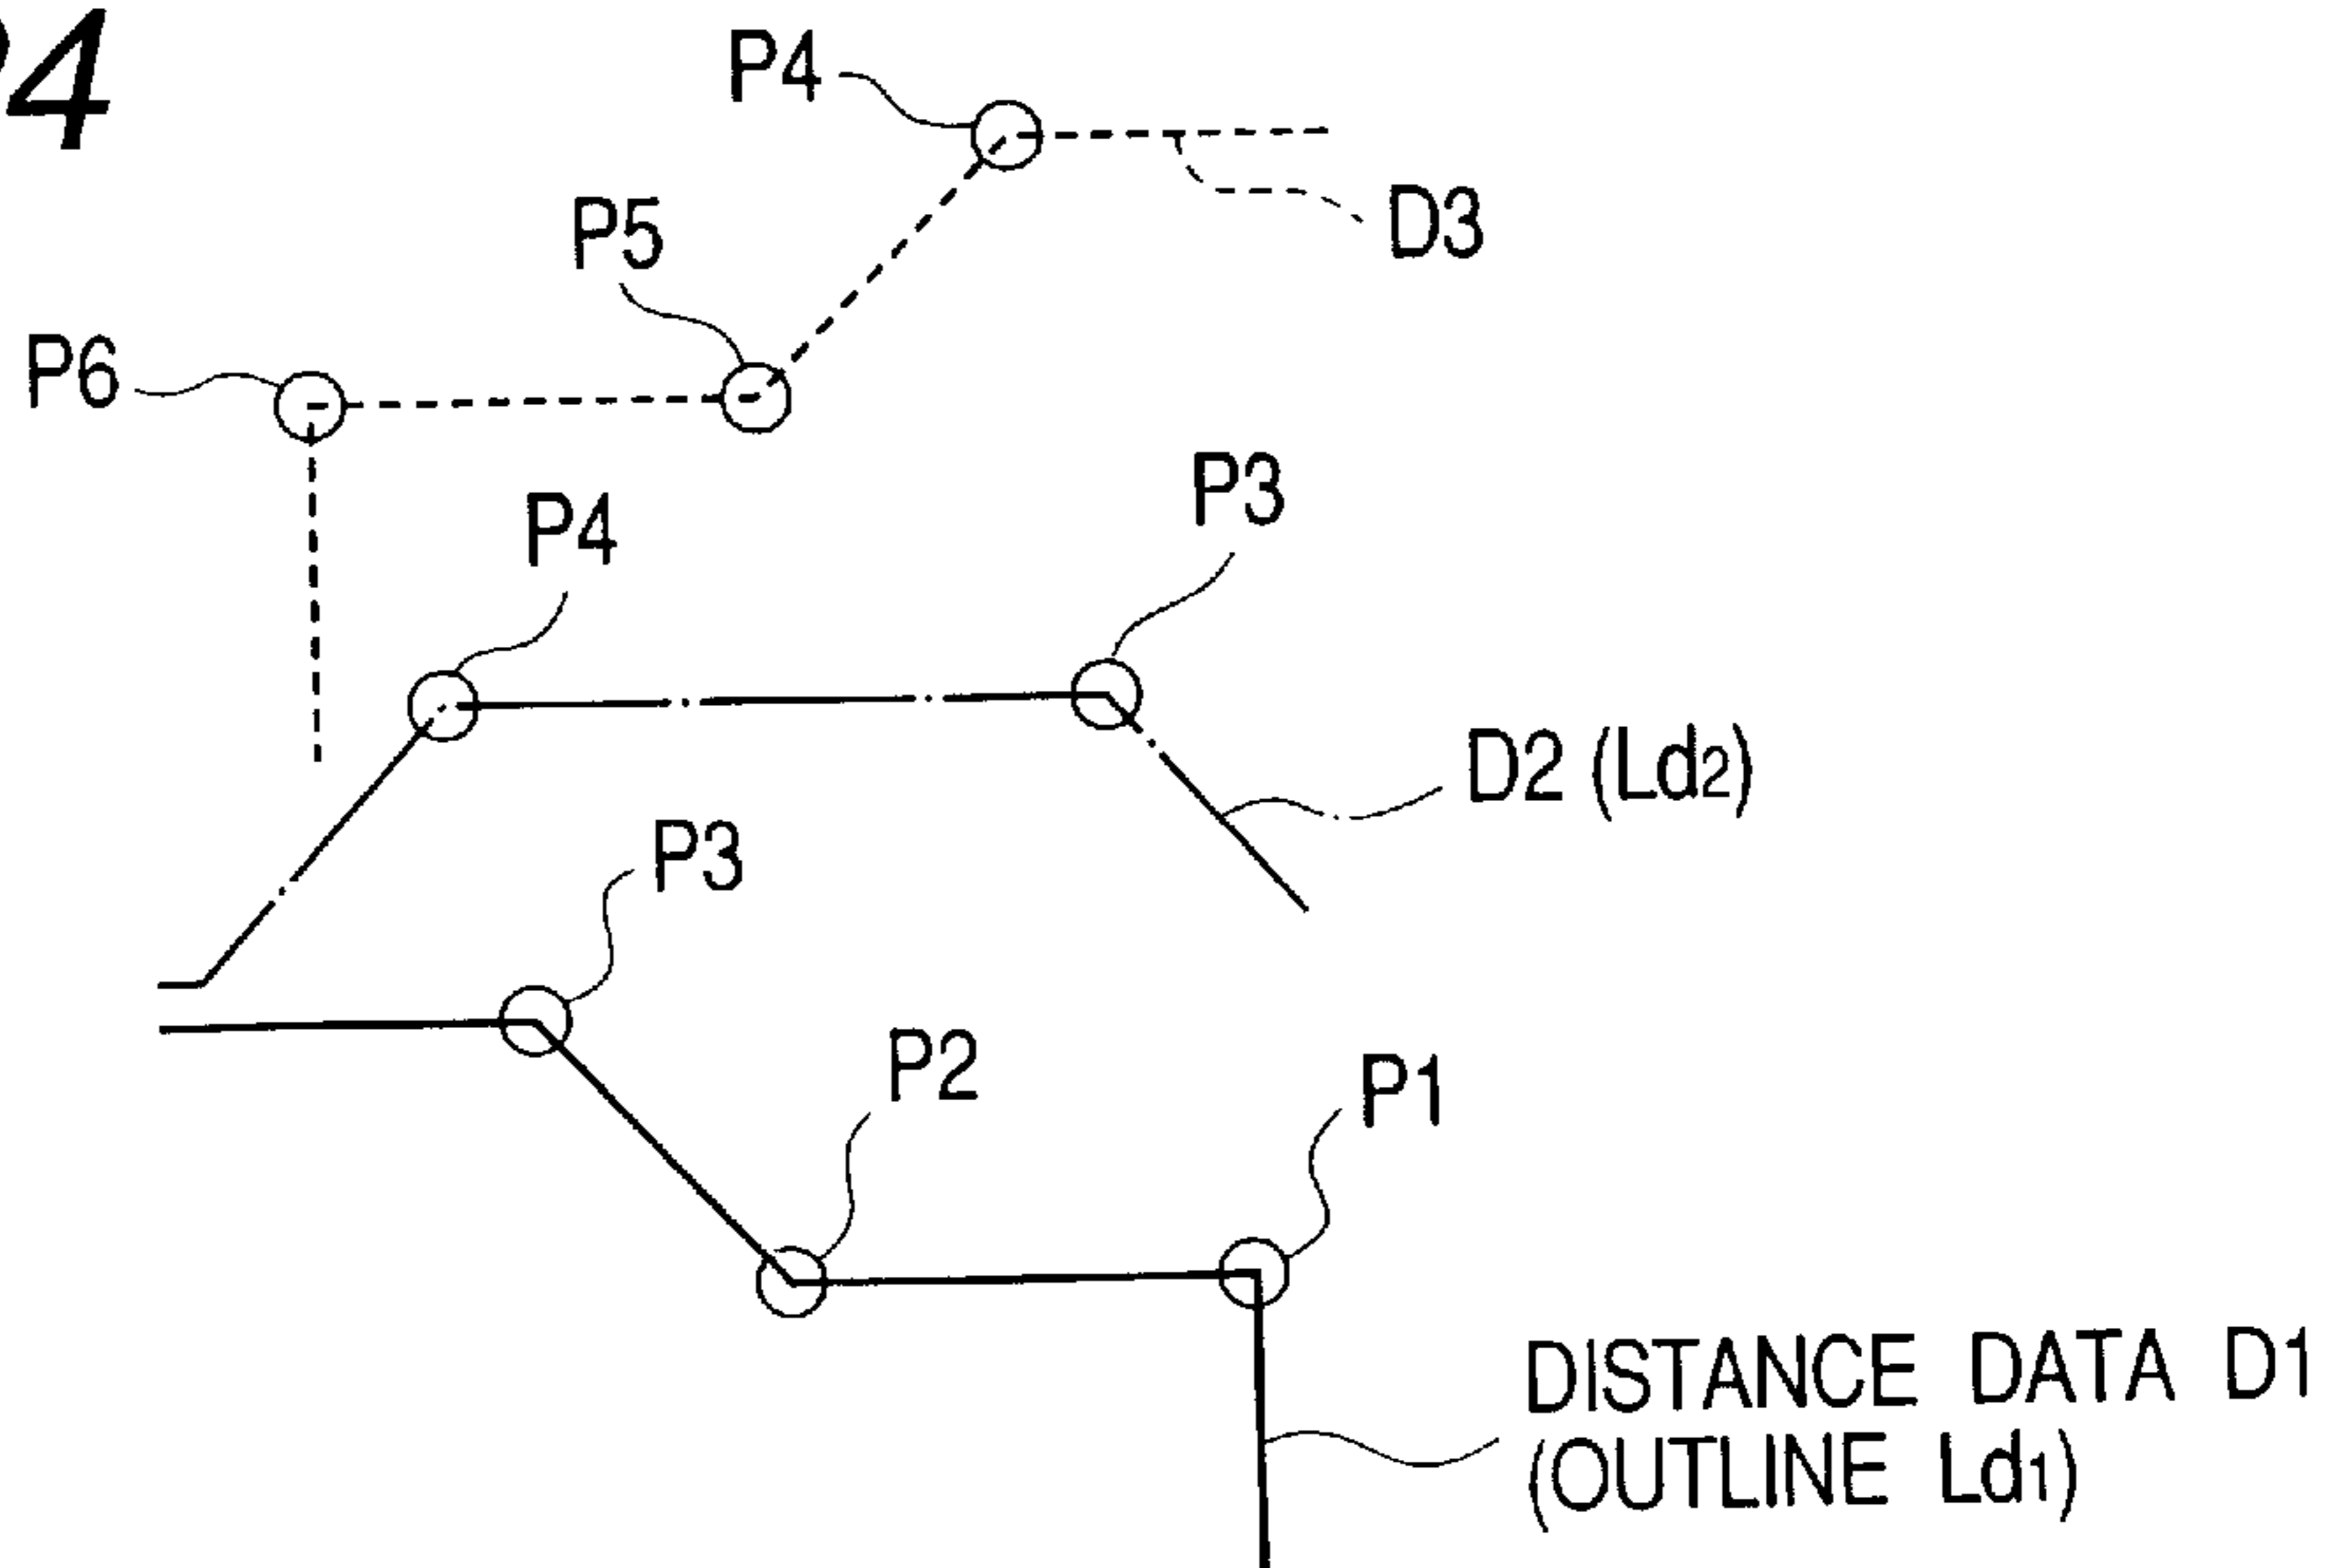 4
P4
D3
P5
P6
P3
P4
D2 (Ld2)
P3
P2
P1
DISTANCE DATA D1
(OUTLINE Ld1)